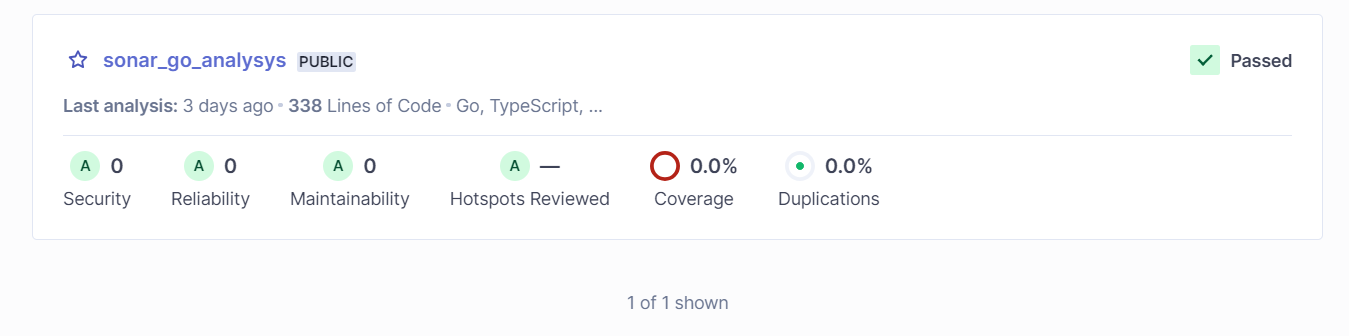 sonar_go_analysys PUBLIC Passed
Last analysis: 3 days ago • 338 Lines of Code • Go, TypeScript, ...
A 0 A 0 A 0 A — 0.0% 0.0%
Security Reliability Maintainability Hotspots Reviewed Coverage Duplications
1 of 1 shown